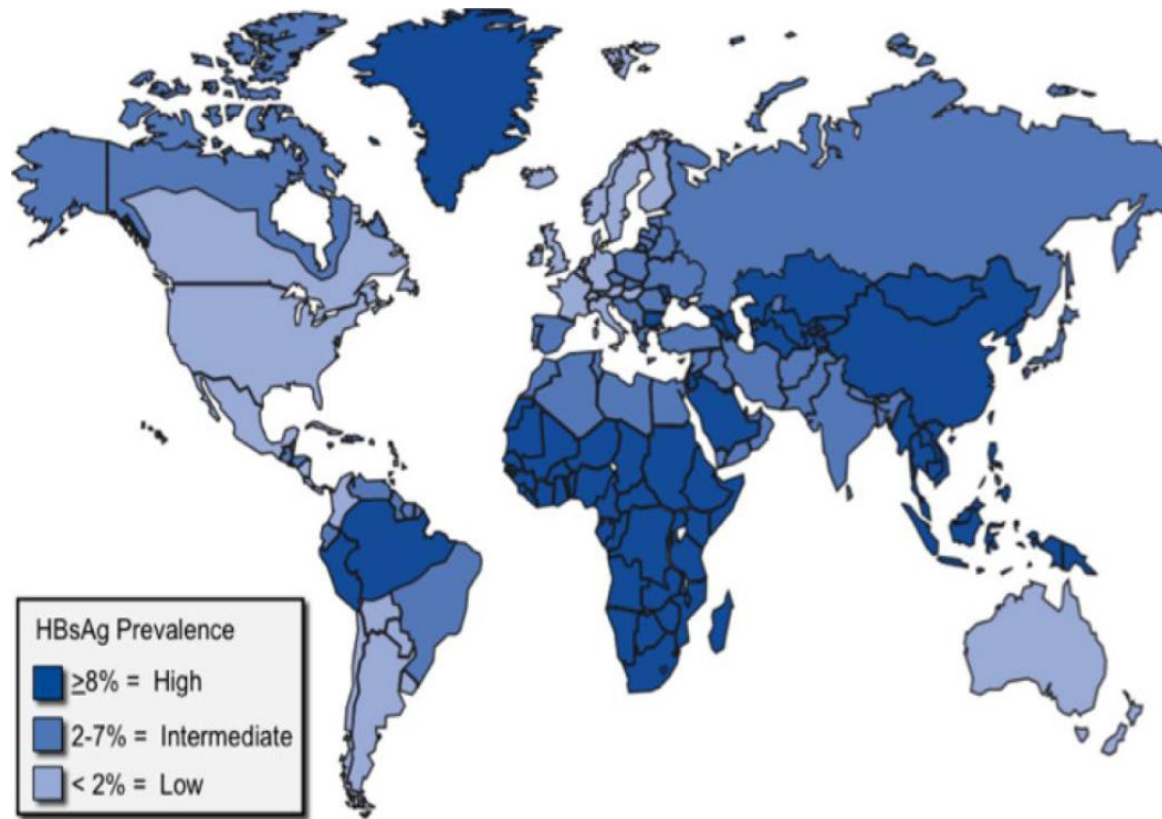 HBsAg Prevalence
≥8% = High
2-7% = Intermediate
< 2% = Low